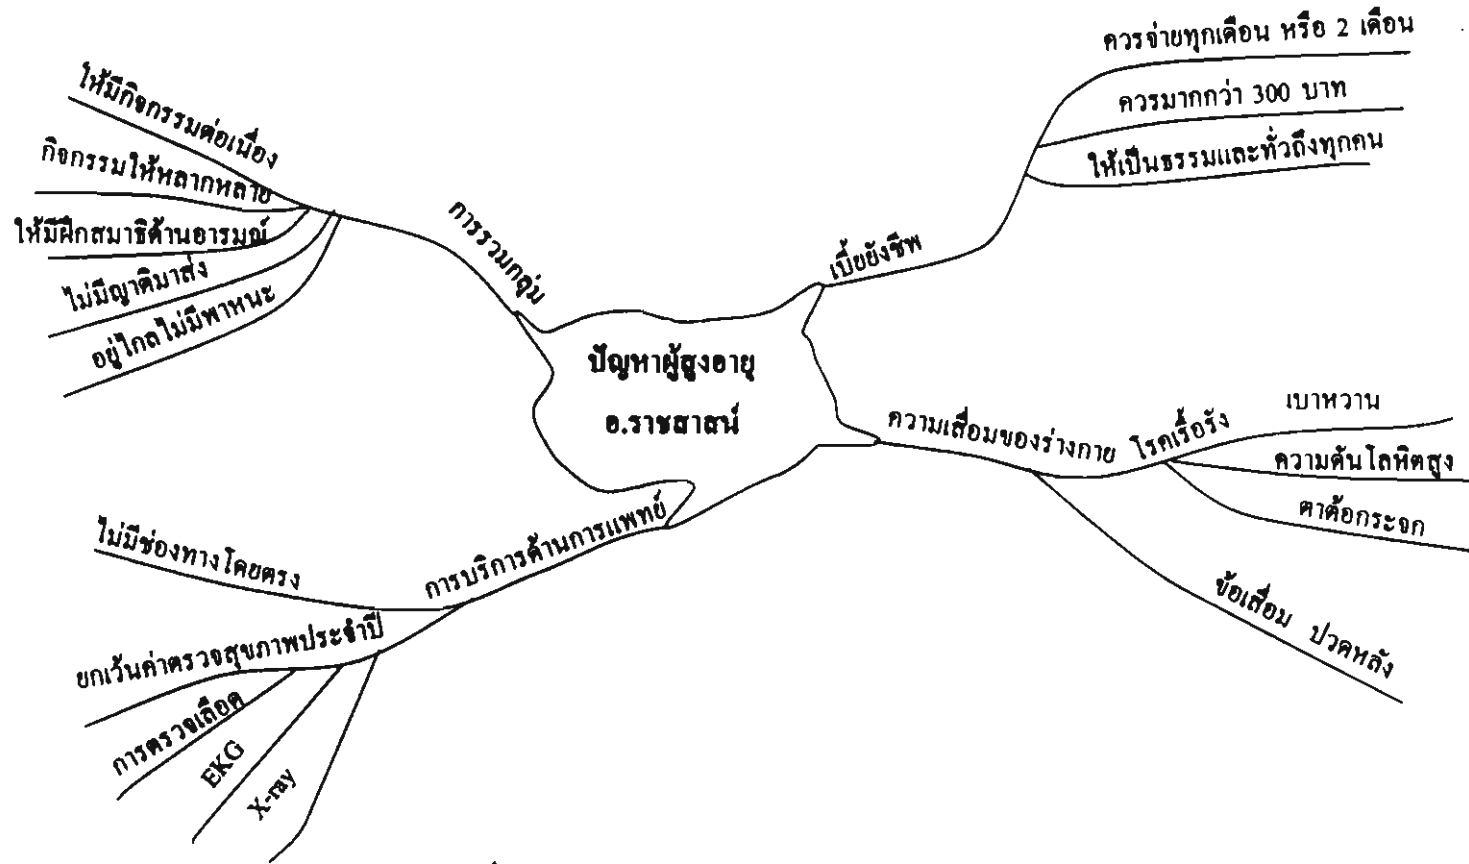 ปัญหาผู้สูงอายุ
อ.ราชสาสน์
การรวมกลุ่ม
ให้มีกิจกรรมต่อเนื่อง
กิจกรรมให้หลากหลาย
ให้มีฝึกสมาธิด้านอารมณ์
ไม่มีญาติมาส่ง
อยู่ไกลไม่มีพาหนะ
เบี้ยยังชีพ
ควรจ่ายทุกเดือน หรือ 2 เดือน
ควรมากกว่า 300 บาท
ให้เป็นธรรมและทั่วถึงทุกคน
ความเสื่อมของร่างกาย
โรคเรื้อรัง
เบาหวาน
ความดันโลหิตสูง
ตาต้อกระจก
ข้อเสื่อม ปวดหลัง
การบริการด้านการแพทย์
ไม่มีช่องทางโดยตรง
ยกเว้นค่าตรวจสุขภาพประจำปี
การตรวจเลือด
EKG
X-ray